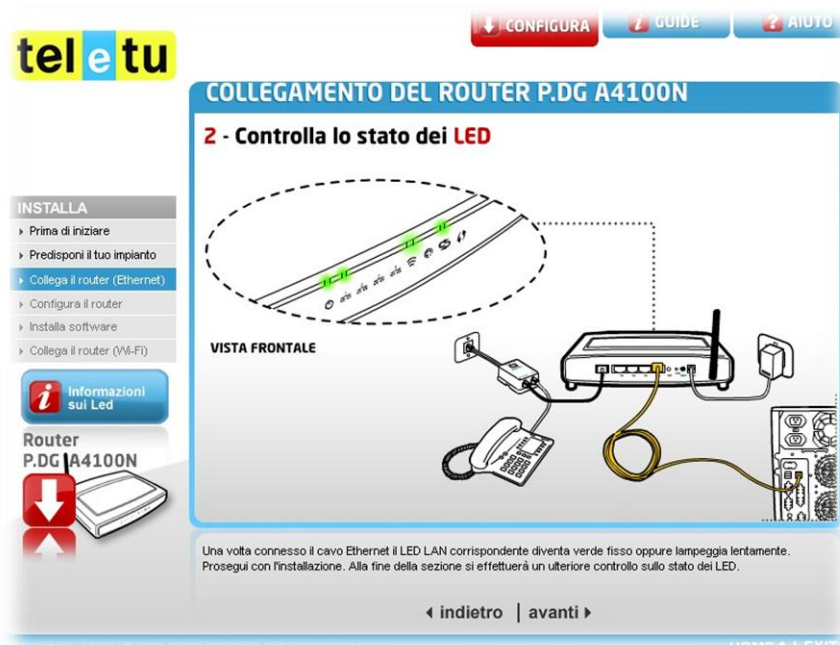 CONFIGURA
GUIDE
AIUTO
tel e tu
COLLEGAMENTO DEL ROUTER P.DG A4100N
2 - Controlla lo stato dei LED
INSTALLA
Prima di iniziare
Predisponi il tuo impianto
Collega il router (Ethernet)
Configura il router
Installa software
Collega il router (Wi-Fi)
VISTA FRONTALE
Informazioni
sui Led
Router
P.DG A4100N
Una volta connesso il cavo Ethernet il LED LAN corrispondente diventa verde fisso oppure lampeggia lentamente.
Prosegui con l'installazione. Alla fine della sezione si effettuerà un ulteriore controllo sullo stato dei LED.
indietro | avanti